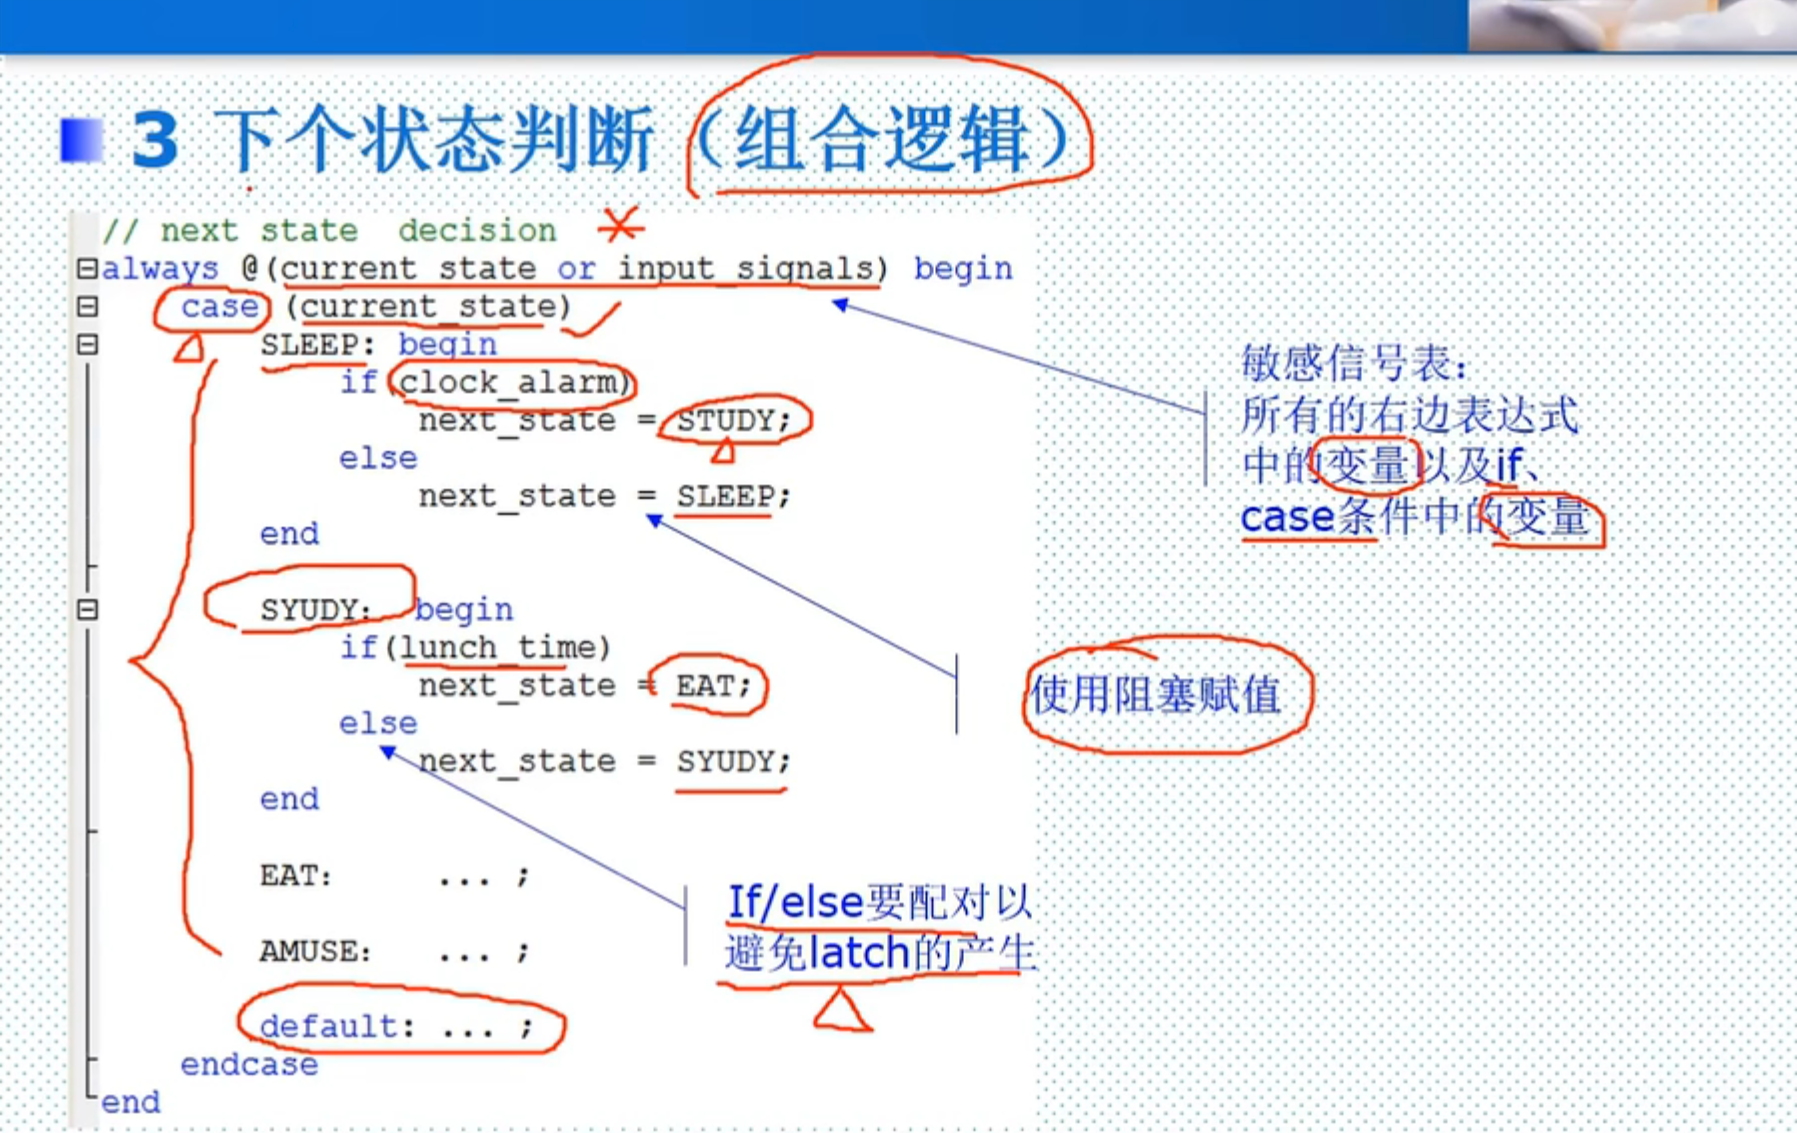 3 下个状态判断（组合逻辑）
// next state decision
always @(current_state or input_signals) begin
case (current_state)
SLEEP: begin
if(clock_alarm)
next_state = STUDY;
else
next_state = SLEEP;
end
SYUDY: begin
if(lunch_time)
next_state = EAT;
else
next_state = SYUDY;
end
EAT: ... ;
AMUSE: ... ;
default: ... ;
endcase
end
敏感信号表：
所有的右边表达式
中的变量以及if、
case条件中的变量
使用阻塞赋值
If/else要配对以
避免latch的产生